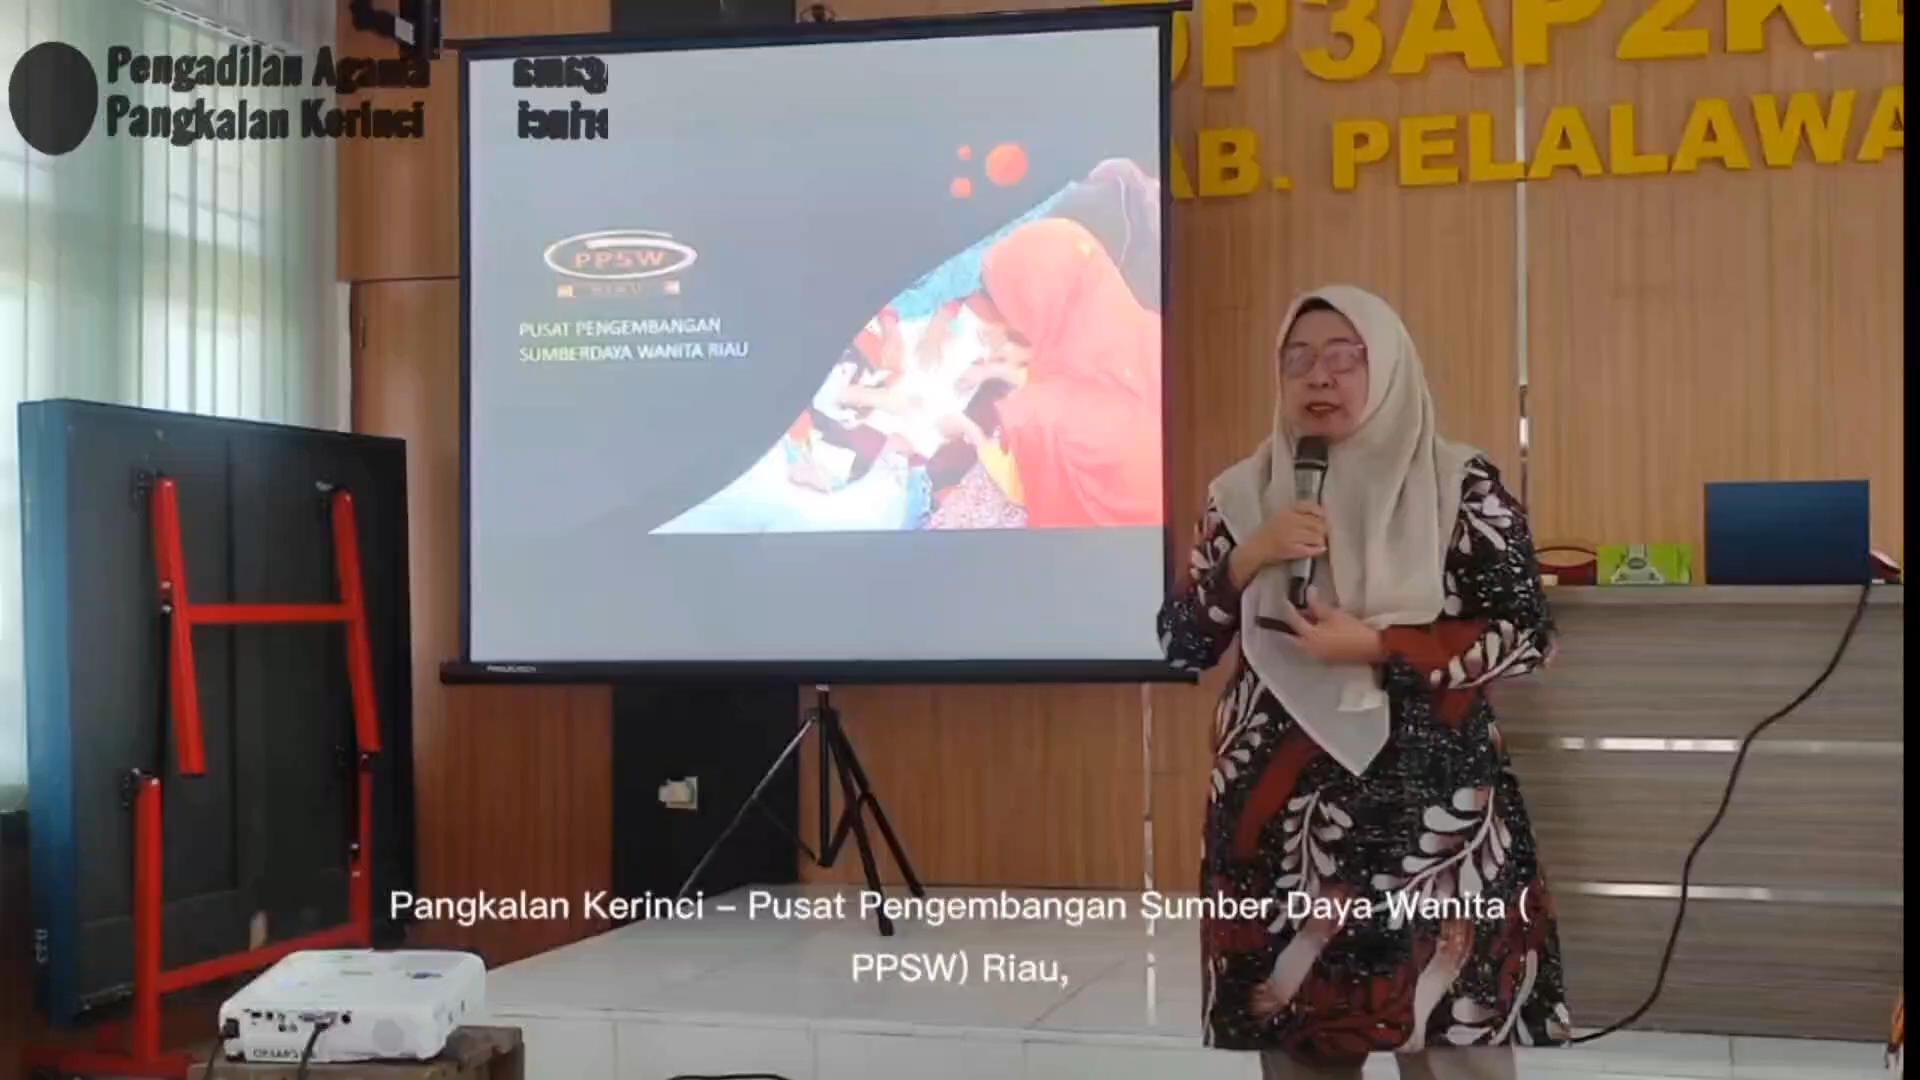 Pengadilan Agama
Pangkalan Kerinci
DP3AP2K
AB. PELALAWA
PPSW
RIAU
PUSAT PENGEMBANGAN
SUMBERDAYA WANITA RIAU
Pangkalan Kerinci – Pusat Pengembangan Sumber Daya Wanita (
PPSW) Riau,